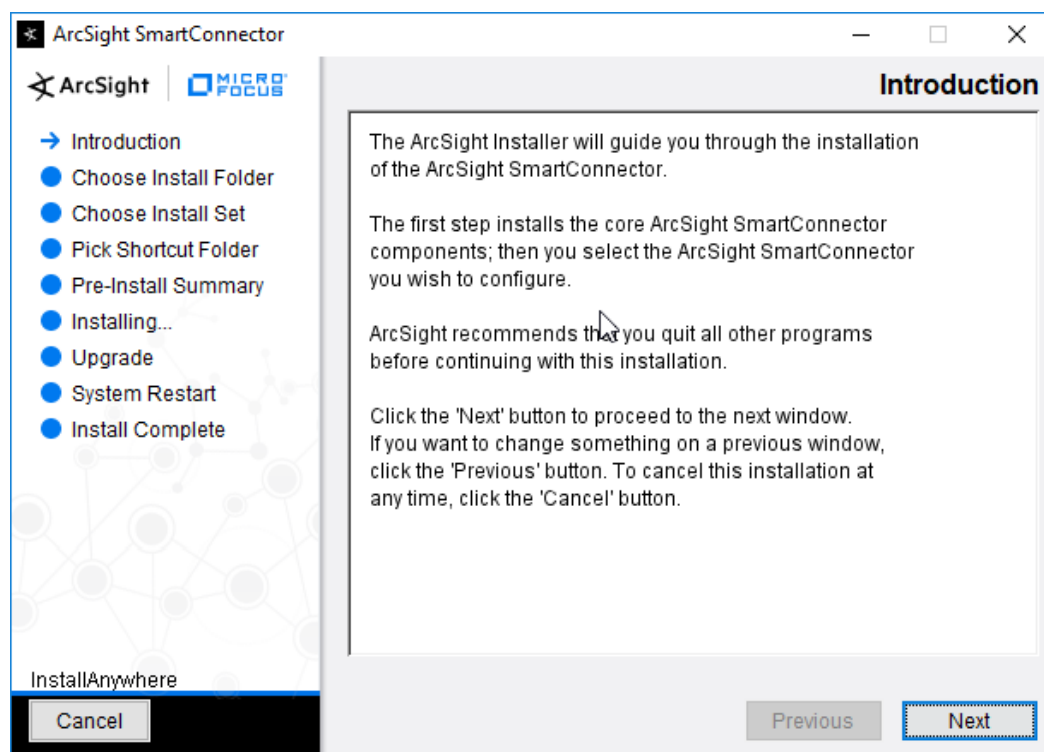 ArcSight SmartConnector
ArcSight
MICRO FOCUS
Introduction
Introduction
Choose Install Folder
Choose Install Set
Pick Shortcut Folder
Pre-Install Summary
Installing...
Upgrade
System Restart
Install Complete
The ArcSight Installer will guide you through the installation
of the ArcSight SmartConnector.
The first step installs the core ArcSight SmartConnector
components; then you select the ArcSight SmartConnector
you wish to configure.
ArcSight recommends that you quit all other programs
before continuing with this installation.
Click the 'Next' button to proceed to the next window.
If you want to change something on a previous window,
click the 'Previous' button. To cancel this installation at
any time, click the 'Cancel' button.
InstallAnywhere
Cancel
Previous
Next